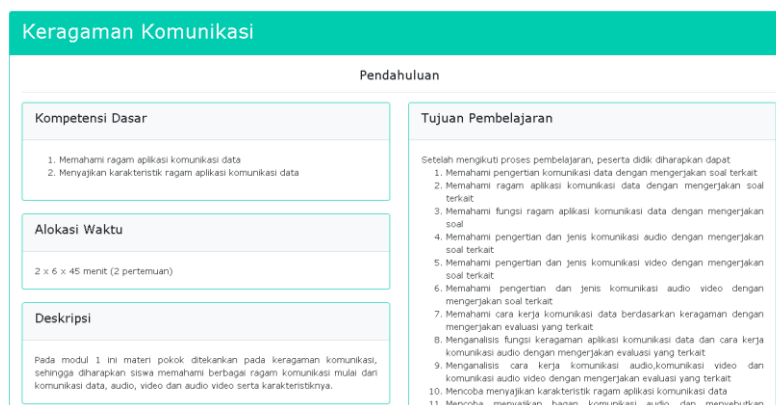 Keragaman Komunikasi
Pendahuluan
Kompetensi Dasar
1. Memahami ragam aplikasi komunikasi data
2. Menyajikan karakteristik ragam aplikasi komunikasi data
Alokasi Waktu
2 x 6 x 45 menit (2 pertemuan)
Deskripsi
Pada modul 1 ini materi pokok ditekankan pada keragaman komunikasi,
sehingga diharapkan siswa memahami berbagai ragam komunikasi mulai dari
komunikasi data, audio, video dan audio video serta karakteristiknya.
Tujuan Pembelajaran
Setelah mengikuti proses pembelajaran, peserta didik diharapkan dapat
1. Memahami pengertian komunikasi data dengan mengerjakan soal terkait
2. Memahami ragam aplikasi komunikasi data dengan mengerjakan soal
terkait
3. Memahami fungsi ragam aplikasi komunikasi data dengan mengerjakan
soal
4. Memahami pengertian dan jenis komunikasi audio dengan mengerjakan
soal terkait
5. Memahami pengertian dan jenis komunikasi video dengan mengerjakan
soal terkait
6. Memahami pengertian dan jenis komunikasi audio video dengan
mengerjakan soal terkait
7. Memahami cara kerja komunikasi data berdasarkan keragaman dengan
mengerjakan evaluasi yang terkait
8. Menganalisis fungsi keragaman aplikasi komunikasi data dan cara kerja
komunikasi audio dengan mengerjakan evaluasi yang terkait
9. Menganalisis cara kerja komunikasi audio,komunikasi video dan
komunikasi audio video dengan mengerjakan evaluasi yang terkait
10. Mencoba menyajikan karakteristik ragam aplikasi komunikasi data
11. Mencoba menyajikan bagan komunikasi audio dan menyebutkan